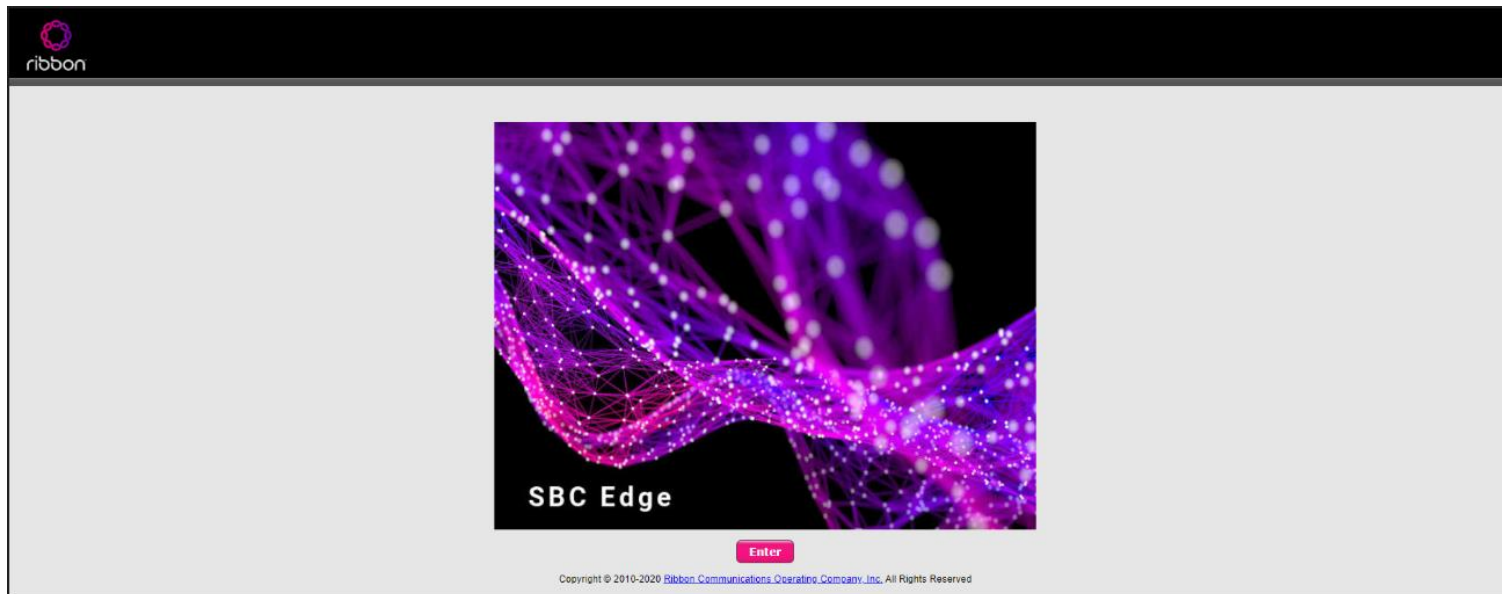 ribbon
SBC Edge
Enter
Copyright © 2010-2020 Ribbon Communications Operating Company, Inc. All Rights Reserved